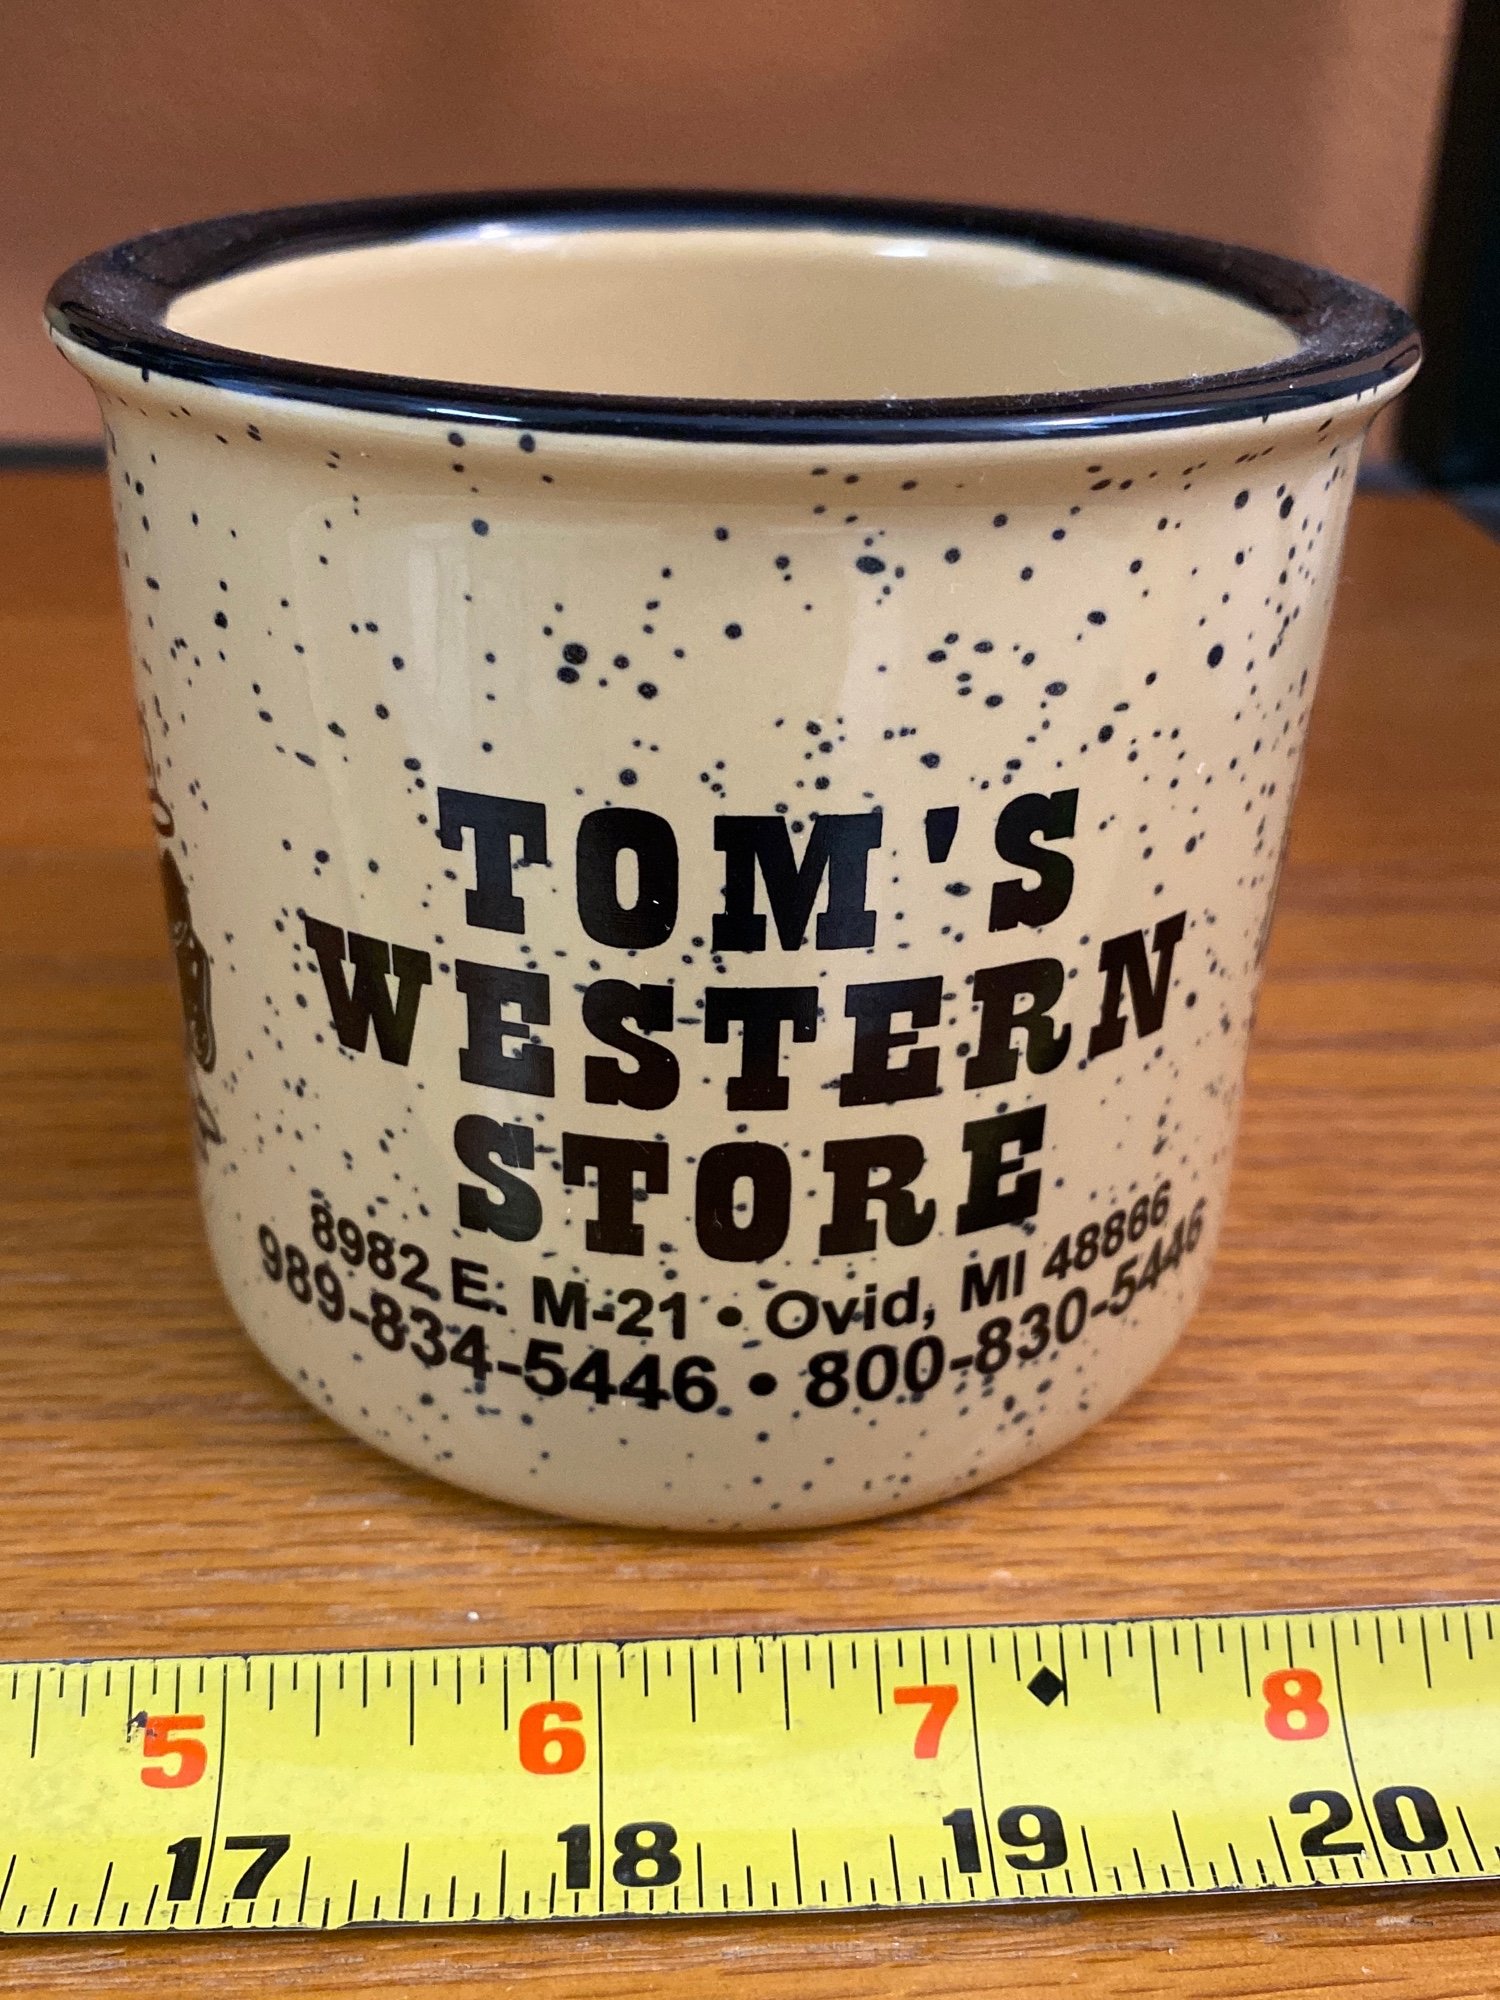 TOM'S
WESTERN
STORE
8982 E. M-21 • Ovid, MI 48866
989-834-5446 • 800-830-5446
5 6 7 8
17 18 19 20